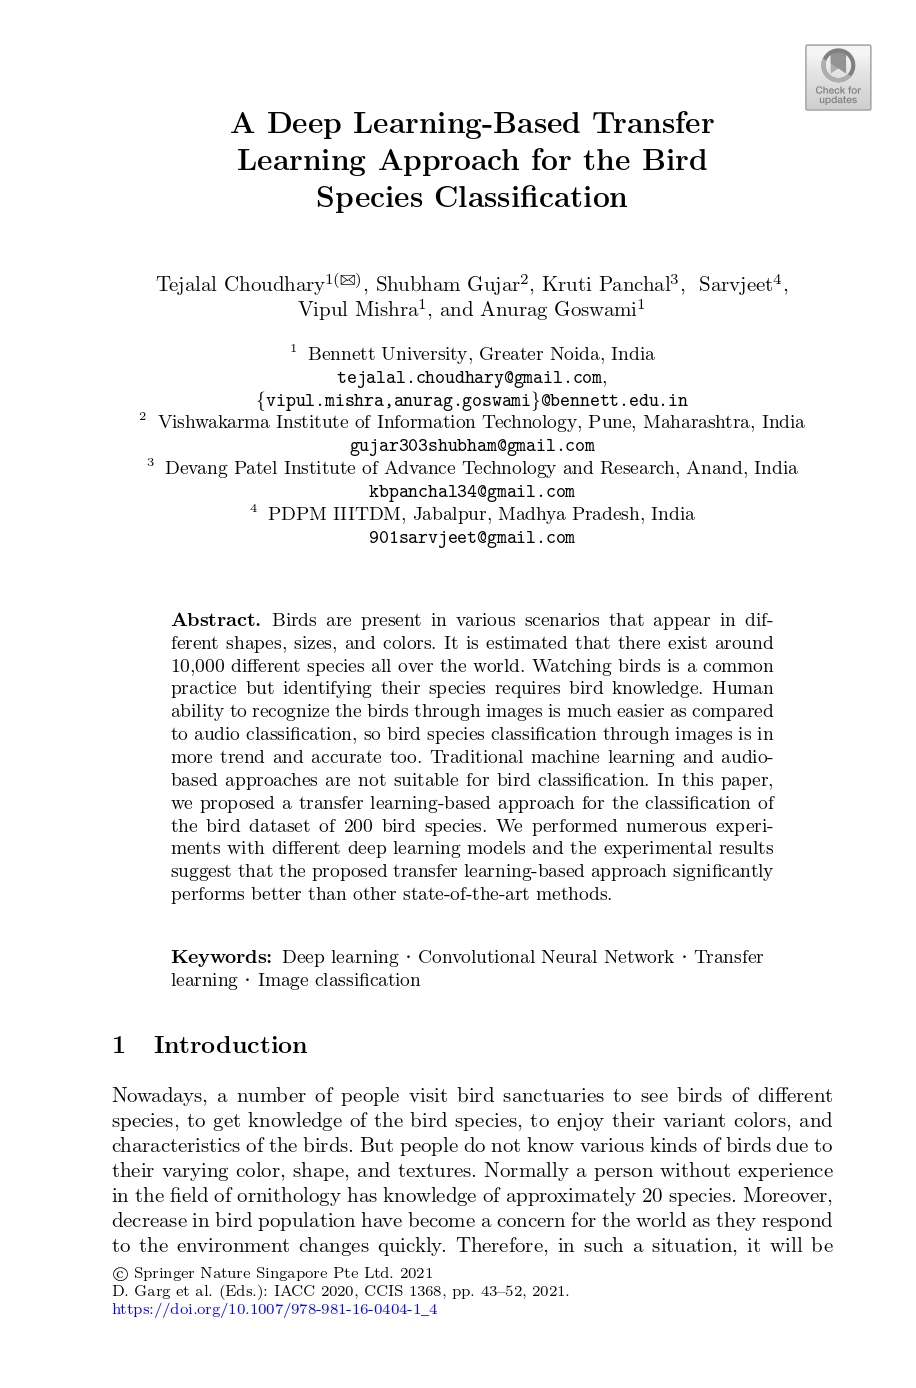 Check for
updates
A Deep Learning-Based Transfer
Learning Approach for the Bird
Species Classification
Tejalal Choudhary1(✉), Shubham Gujar2, Kruti Panchal3, Sarvjeet4,
Vipul Mishra1, and Anurag Goswami1
1 Bennett University, Greater Noida, India
tejalal.choudhary@gmail.com,
{vipul.mishra,anurag.goswami}@bennett.edu.in
2 Vishwakarma Institute of Information Technology, Pune, Maharashtra, India
gujar303shubham@gmail.com
3 Devang Patel Institute of Advance Technology and Research, Anand, India
kbpanchal34@gmail.com
4 PDPM IIITDM, Jabalpur, Madhya Pradesh, India
901sarvjeet@gmail.com
Abstract. Birds are present in various scenarios that appear in dif-
ferent shapes, sizes, and colors. It is estimated that there exist around
10,000 different species all over the world. Watching birds is a common
practice but identifying their species requires bird knowledge. Human
ability to recognize the birds through images is much easier as compared
to audio classification, so bird species classification through images is in
more trend and accurate too. Traditional machine learning and audio-
based approaches are not suitable for bird classification. In this paper,
we proposed a transfer learning-based approach for the classification of
the bird dataset of 200 bird species. We performed numerous experi-
ments with different deep learning models and the experimental results
suggest that the proposed transfer learning-based approach significantly
performs better than other state-of-the-art methods.
Keywords: Deep learning · Convolutional Neural Network · Transfer
learning · Image classification
1 Introduction
Nowadays, a number of people visit bird sanctuaries to see birds of different
species, to get knowledge of the bird species, to enjoy their variant colors, and
characteristics of the birds. But people do not know various kinds of birds due to
their varying color, shape, and textures. Normally a person without experience
in the field of ornithology has knowledge of approximately 20 species. Moreover,
decrease in bird population have become a concern for the world as they respond
to the environment changes quickly. Therefore, in such a situation, it will be
© Springer Nature Singapore Pte Ltd. 2021
D. Garg et al. (Eds.): IACC 2020, CCIS 1368, pp. 43–52, 2021.
https://doi.org/10.1007/978-981-16-0404-1_4